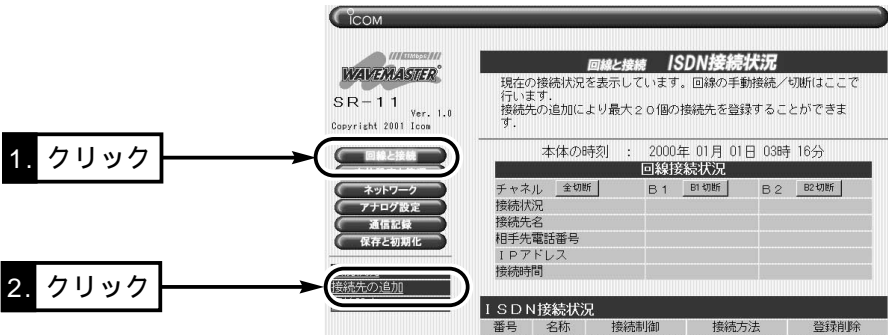 ICOM
WAVEMASTER
SR-11
Ver. 1.0
Copyright 2001 Icom
1. クリック
回線と接続
ネットワーク
アナログ設定
通信記録
保存と初期化
2. クリック
接続先の追加
回線と接続 ISDN接続状況
現在の接続状況を表示しています。回線の手動接続/切断はここで
行います.
接続先の追加により最大20個の接続先を登録することができま
す.
本体の時刻 : 2000年 01月 01日 03時 16分
回線接続状況
チャネル 全切断 B1 B1切断 B2 B2切断
接続状況
接続先名
相手先電話番号
IPアドレス
接続時間
ISDN接続状況
番号 名称 接続制御 接続方法 登録削除